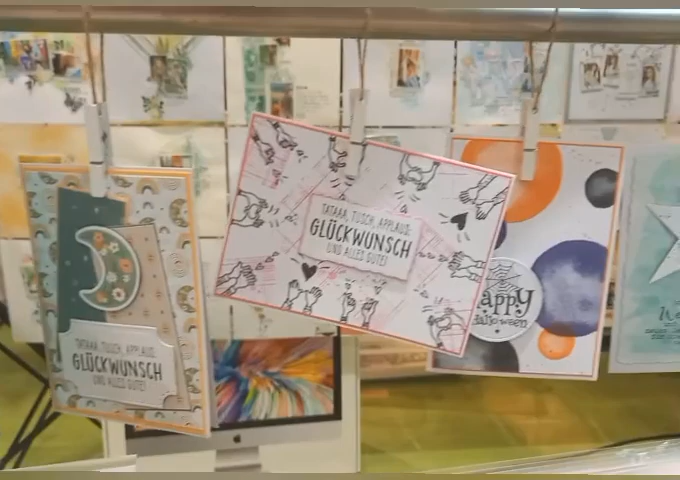 TATAAA, TUSCH, APPLAUS:
GLÜCKWUNSCH
UND ALLES GUTE!
TATAAA, TUSCH, APPLAUS:
GLÜCKWUNSCH
UND ALLES GUTE!
Happy
Halloween